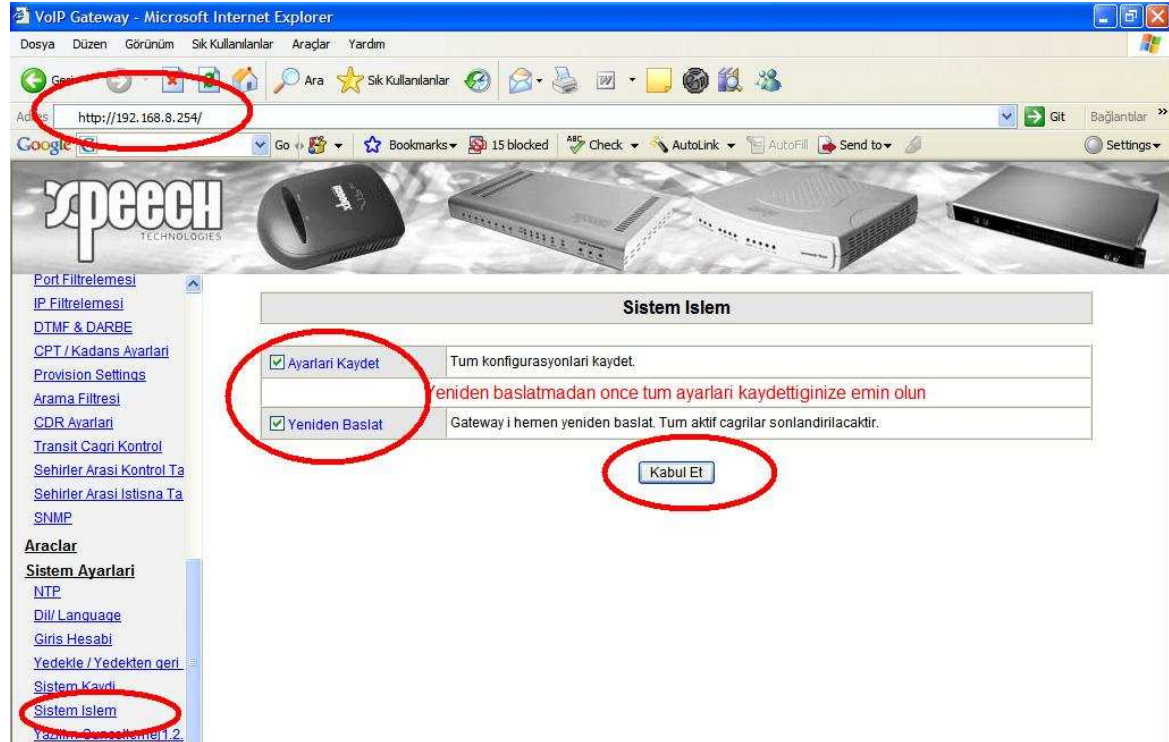 VoIP Gateway - Microsoft Internet Explorer
Dosya Düzen Görünüm Sık Kullanılanlar Araçlar Yardım
Ara Sık Kullanılanlar
http://192.168.8.254/ Git Bağlantılar »
Google Go Bookmarks 15 blocked ABC Check AutoLink AutoFill Send to Settings
xpeech
TECHNOLOGIES
Port Filtrelemesi
IP Filtrelemesi
DTMF & DARBE
CPT / Kadans Ayarlari
Provision Settings
Arama Filtresi
CDR Ayarlari
Transit Cagri Kontrol
Sehirler Arasi Kontrol Ta
Sehirler Arasi Istisna Ta
SNMP
Araclar
Sistem Ayarlari
NTP
Dil/ Language
Giris Hesabi
Yedekle / Yedekten geri
Sistem Kaydi
Sistem Islem
Sistem Islem
Ayarlari Kaydet Tum konfigurasyonlari kaydet.
Yeniden baslatmadan once tum ayarlari kaydettiginize emin olun
Yeniden Baslat Gateway i hemen yeniden baslat. Tum aktif cagrilar sonlandirilacaktir.
Kabul Et